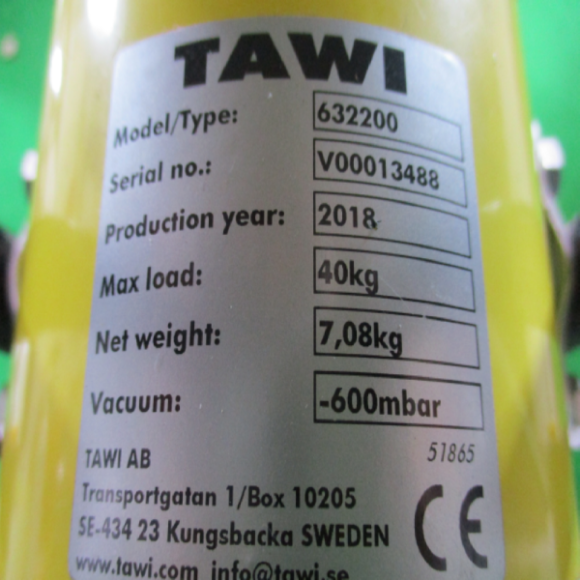 TAWI
Model/Type: 632200
Serial no.: V00013488
Production year: 2018
Max load: 40kg
Net weight: 7,08kg
Vacuum: -600mbar
TAWI AB 51865
Transportgatan 1/Box 10205
SE-434 23 Kungsbacka SWEDEN
www.tawi.com info@tawi.se
CE